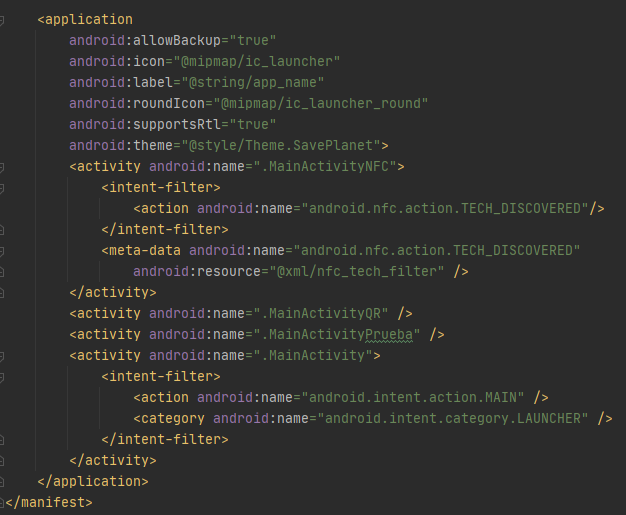 <application
android:allowBackup="true"
android:icon="@mipmap/ic_launcher"
android:label="@string/app_name"
android:roundIcon="@mipmap/ic_launcher_round"
android:supportsRtl="true"
android:theme="@style/Theme.SavePlanet">
<activity android:name=".MainActivityNFC">
<intent-filter>
<action android:name="android.nfc.action.TECH_DISCOVERED"/>
</intent-filter>
<meta-data android:name="android.nfc.action.TECH_DISCOVERED"
android:resource="@xml/nfc_tech_filter" />
</activity>
<activity android:name=".MainActivityQR" />
<activity android:name=".MainActivityPrueba" />
<activity android:name=".MainActivity">
<intent-filter>
<action android:name="android.intent.action.MAIN" />
<category android:name="android.intent.category.LAUNCHER" />
</intent-filter>
</activity>
</application>
</manifest>